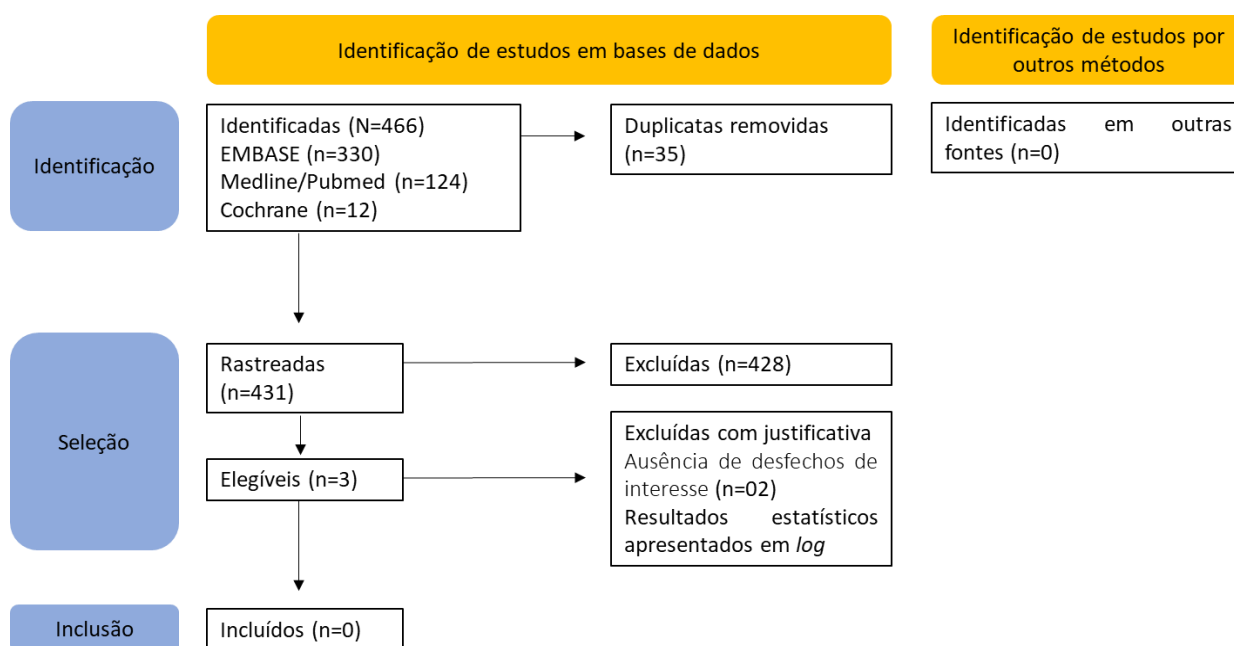 Identificação de estudos em bases de dados
Identificação de estudos por
outros métodos
Identificação
Identificadas (N=466)
EMBASE (n=330)
Medline/Pubmed (n=124)
Cochrane (n=12)
Duplicatas removidas
(n=35)
Identificadas em outras
fontes (n=0)
Seleção
Rastreadas
(n=431)
Excluídas (n=428)
Elegíveis (n=3)
Excluídas com justificativa
Ausência de desfechos de
interesse (n=02)
Resultados estatísticos
apresentados em log
Inclusão
Incluídos (n=0)